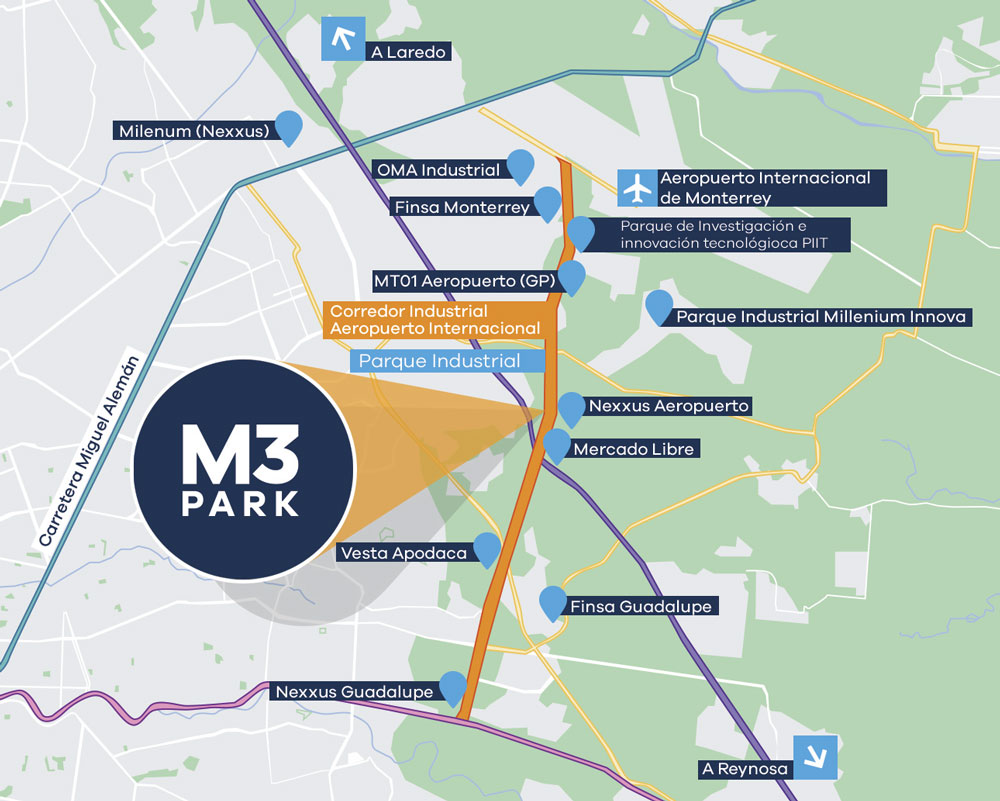 A Laredo
Milenum (Nexxus)
OMA Industrial
Aeropuerto Internacional
de Monterrey
Finsa Monterrey
Parque de Investigación e
innovación tecnológioca PIIT
MT01 Aeropuerto (GP)
Corredor Industrial
Aeropuerto Internacional
Parque Industrial Millenium Innova
Parque Industrial
Carretera Miguel Alemán
Nexxus Aeropuerto
M3
PARK
Mercado Libre
Vesta Apodaca
Finsa Guadalupe
Nexxus Guadalupe
A Reynosa